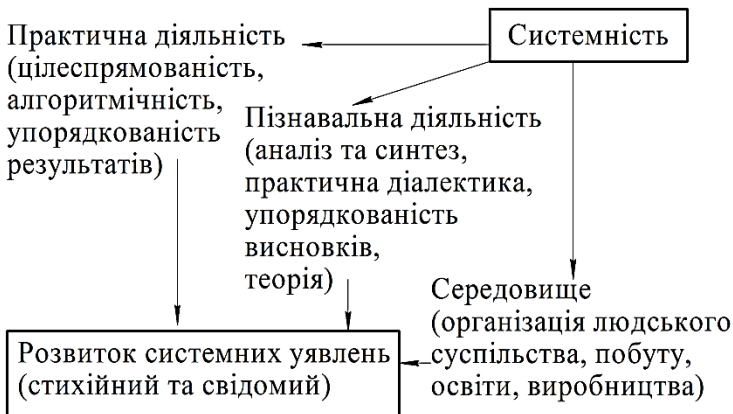 Системність
Практична діяльність
(цілеспрямованість,
алгоритмічність,
упорядкованість
результатів)
Пізнавальна діяльність
(аналіз та синтез,
практична діалектика,
упорядкованість
висновків,
теорія)
Середовище
(організація людського
суспільства, побуту,
освіти, виробництва)
Розвиток системних уявлень
(стихійний та свідомий)